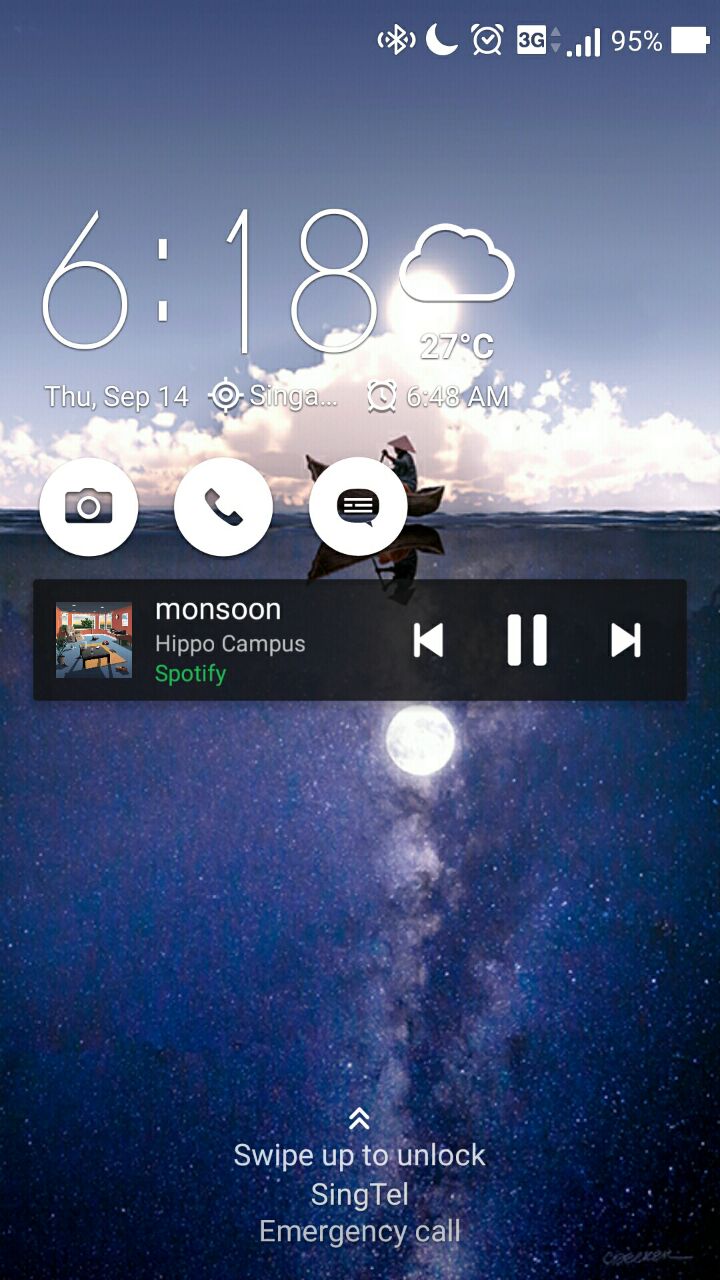 3G 95%
6:18
27°C
Thu, Sep 14 Singa... 6:48 AM
monsoon
Hippo Campus
Spotify
Swipe up to unlock
SingTel
Emergency call